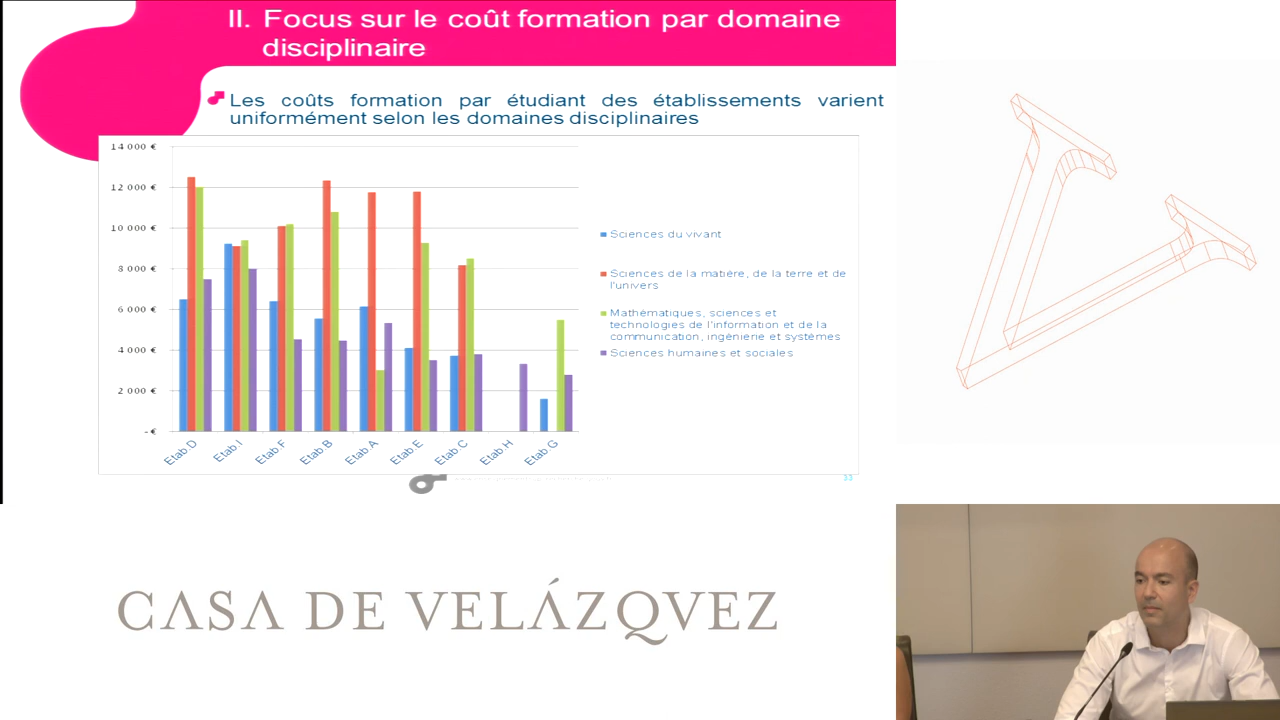 II. Focus sur le coût formation par domaine
disciplinaire
Les coûts formation par étudiant des établissements varient
uniformément selon les domaines disciplinaires
14 000 €
12 000 €
10 000 €
8 000 €
6 000 €
4 000 €
2 000 €
- €
Etab.D
Etab.I
Etab.F
Etab.B
Etab.A
Etab.E
Etab.C
Etab.H
Etab.G
Sciences du vivant
Sciences de la matière, de la terre et de
l'univers
Mathématiques, sciences et
technologies de l'information et de la
communication, ingénierie et systèmes
Sciences humaines et sociales
33
CASA DE VELÁZQVEZ